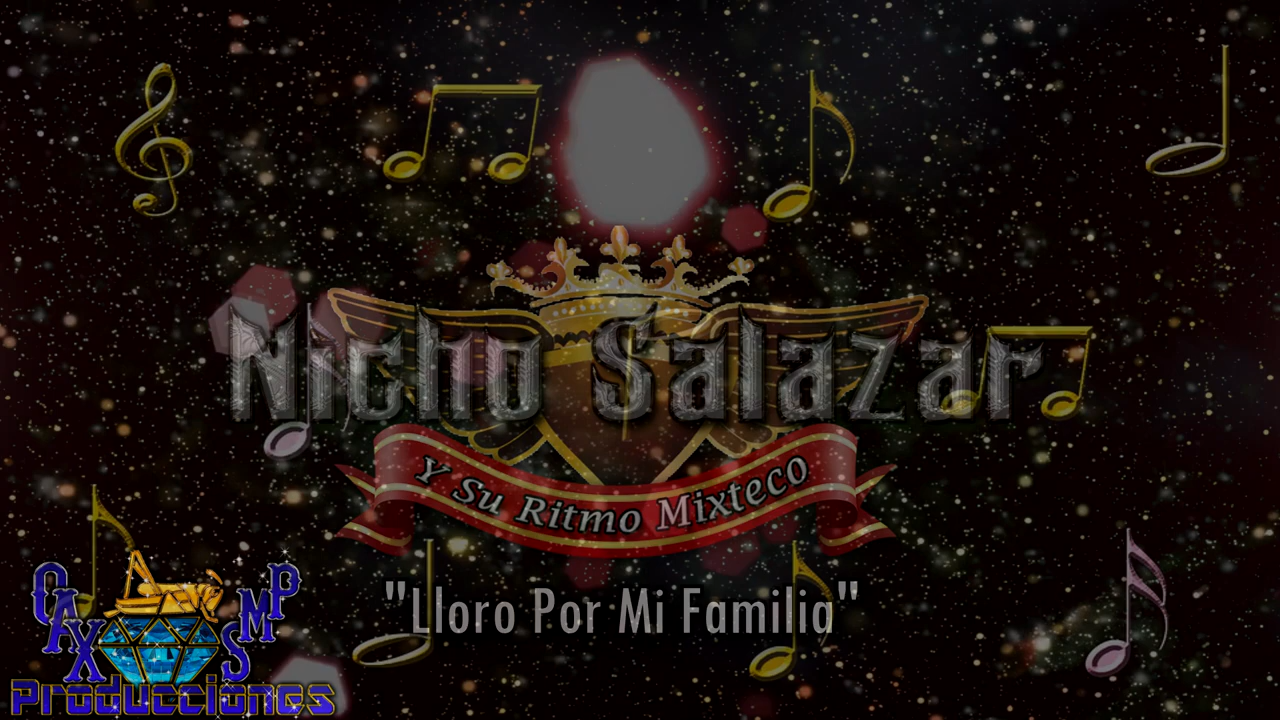 Nicho Salazar
Y Su Ritmo Mixteco
"Lloro Por Mi Familia"
OAX SMP
Producciones